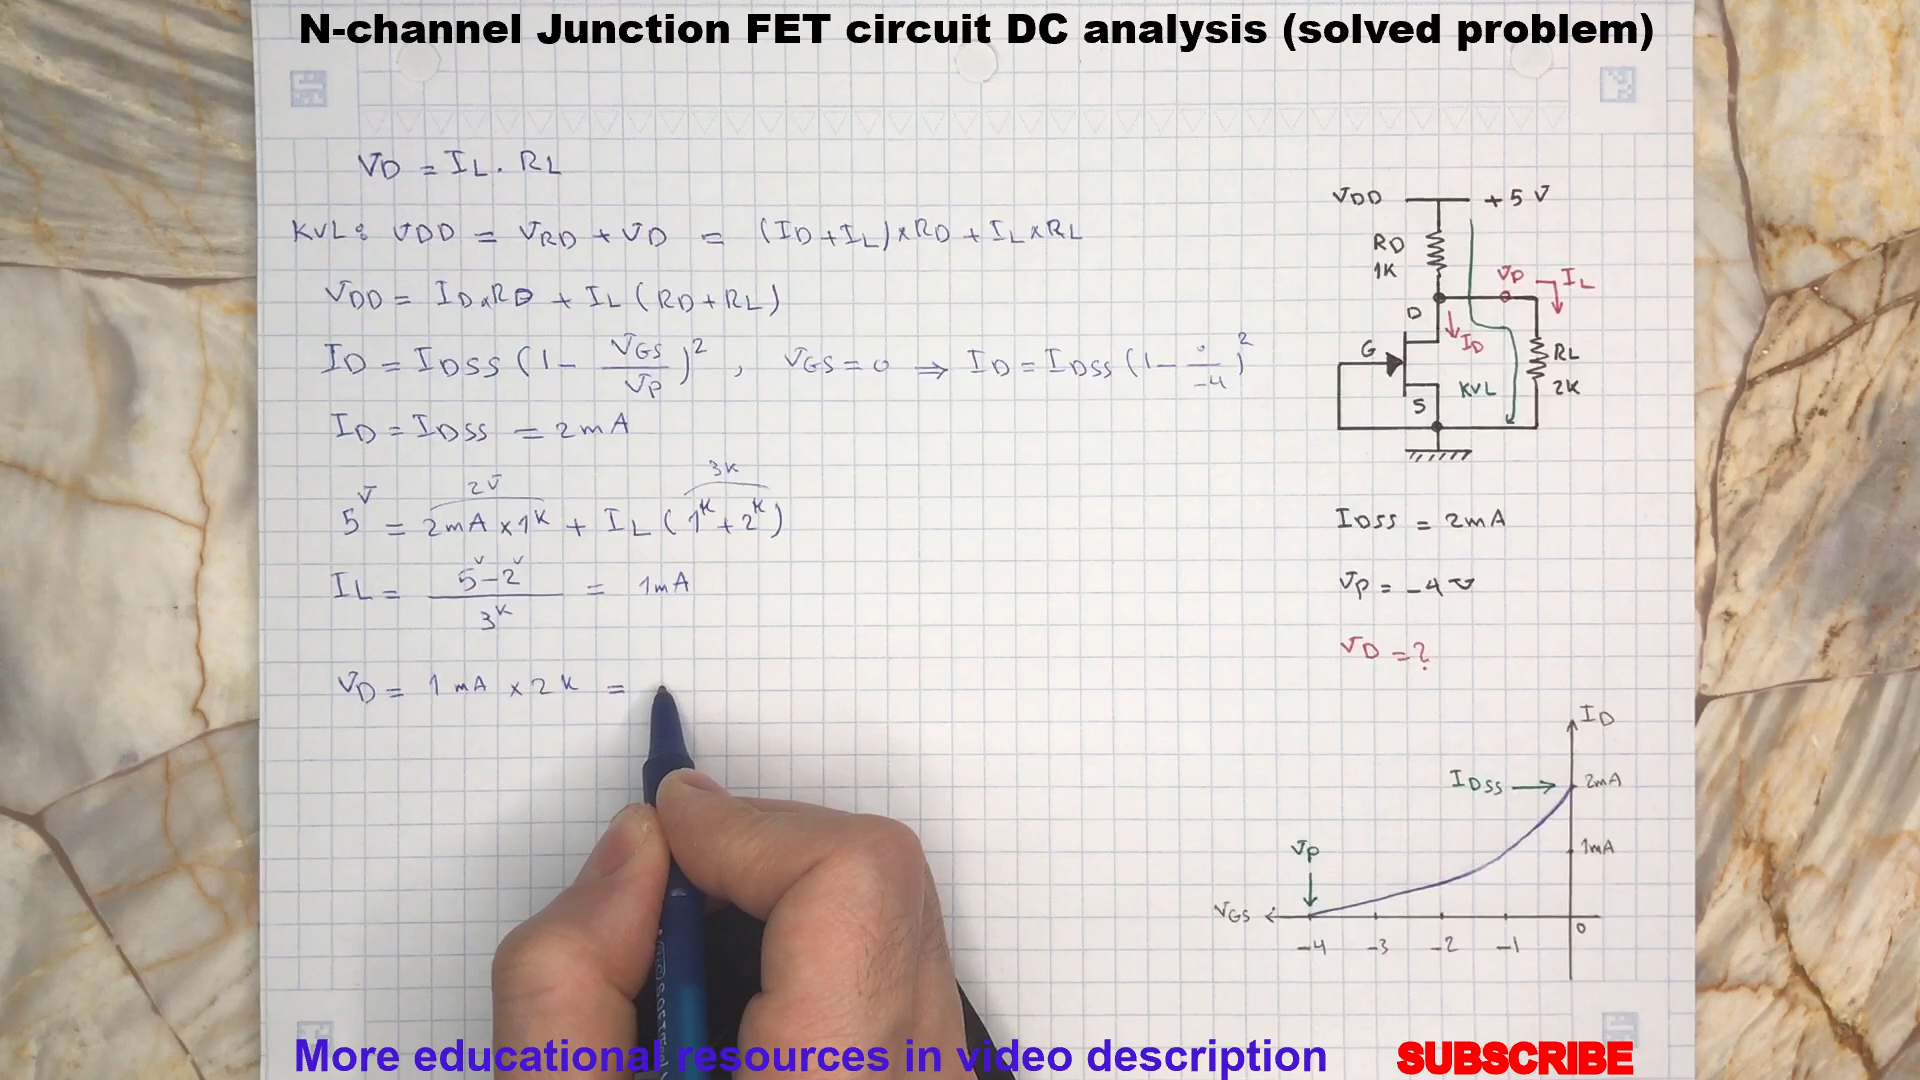 N-channel Junction FET circuit DC analysis (solved problem)
VD = IL . RL
KVL: VDD = VRD + VD = (ID+IL)×RD + IL×RL
VDD = ID×RD + IL (RD+RL)
ID = IDSS (1 - VGS/VP)², VGS=0 ⇒ ID = IDSS (1 - 0/-4)²
ID = IDSS = 2mA
2V 3K
5V = 2mA × 1K + IL (1K + 2K)
IL = 5V-2V / 3K = 1mA
VD = 1mA × 2K =
VDD +5V
RD
1K
VD IL
D
ID
G
RL
KVL
2K
S
IDSS = 2mA
VP = -4V
VD = ?
ID
IDSS → 2mA
1mA
VP
VGS
0
-4 -3 -2 -1
More educational resources in video description
SUBSCRIBE